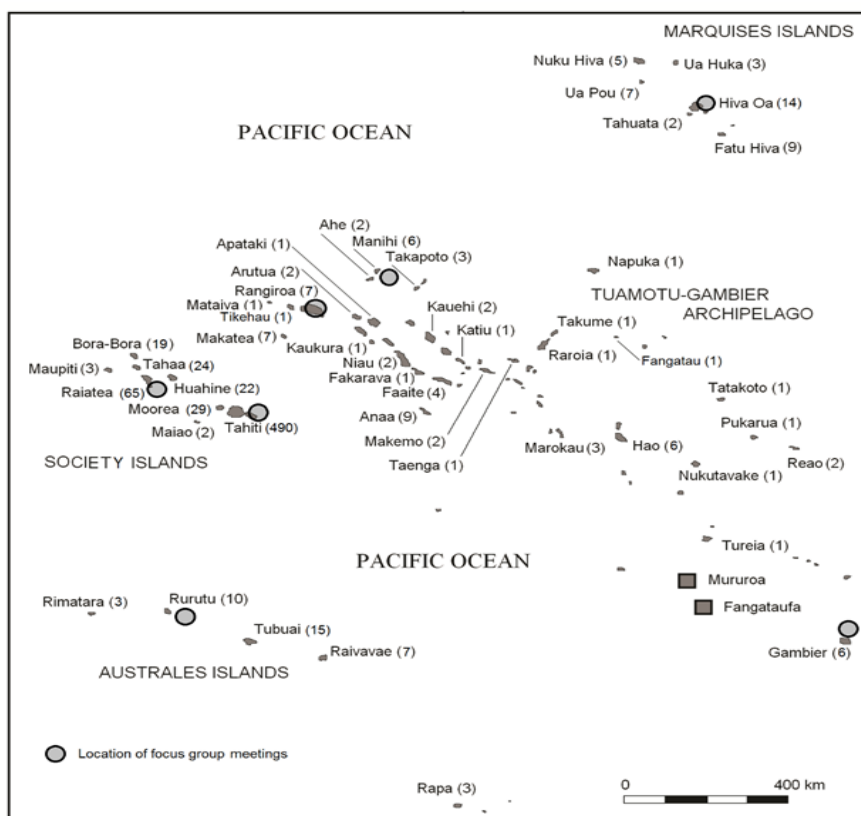 MARQUISES ISLANDS
Nuku Hiva (5)
Ua Huka (3)
Ua Pou (7)
Hiva Oa (14)
Tahuata (2)
Fatu Hiva (9)
PACIFIC OCEAN
Ahe (2)
Manihi (6)
Apataki (1)
Takapoto (3)
Arutua (2)
Napuka (1)
Rangiroa (7)
TUAMOTU-GAMBIER
ARCHIPELAGO
Mataiva (1)
Tikehau (1)
Kauehi (2)
Takume (1)
Makatea (7)
Katiu (1)
Bora-Bora (19)
Kaukura (1)
Raroia (1)
Fangatau (1)
Maupiti (3)
Tahaa (24)
Niau (2)
Fakarava (1)
Raiatea (65)
Huahine (22)
Faaite (4)
Tatakoto (1)
Moorea (29)
Anaa (9)
Pukarua (1)
Maiao (2)
Tahiti (490)
Makemo (2)
Marokau (3)
Hao (6)
Reao (2)
SOCIETY ISLANDS
Taenga (1)
Nukutavake (1)
PACIFIC OCEAN
Tureia (1)
Mururoa
Rimatara (3)
Rurutu (10)
Fangataufa
Tubuai (15)
Raivavae (7)
Gambier (6)
AUSTRALES ISLANDS
Location of focus group meetings
0 400 km
Rapa (3)